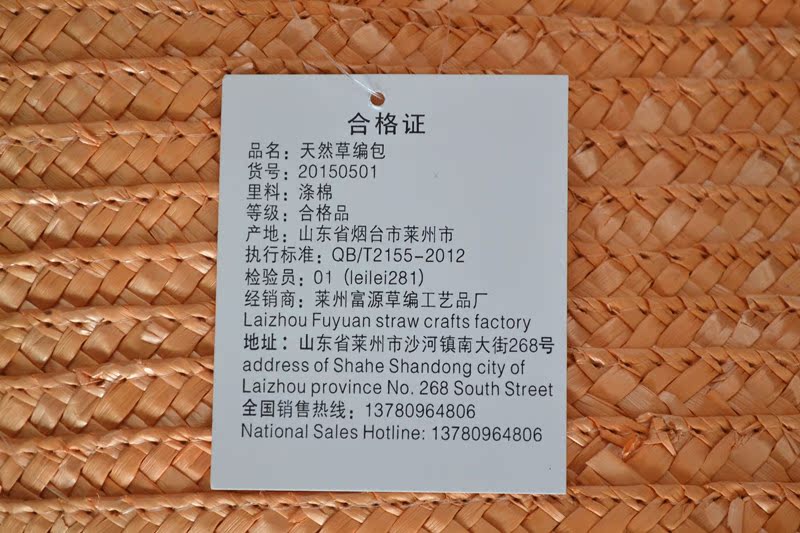 合格证
品名：天然草编包
货号：20150501
里料：涤棉
等级：合格品
产地：山东省烟台市莱州市
执行标准：QB/T2155-2012
检验员：01 (leilei281)
经销商：莱州富源草编工艺品厂
Laizhou Fuyuan straw crafts factory
地址：山东省莱州市沙河镇南大街268号
address of Shahe Shandong city of
Laizhou province No. 268 South Street
全国销售热线：13780964806
National Sales Hotline: 13780964806